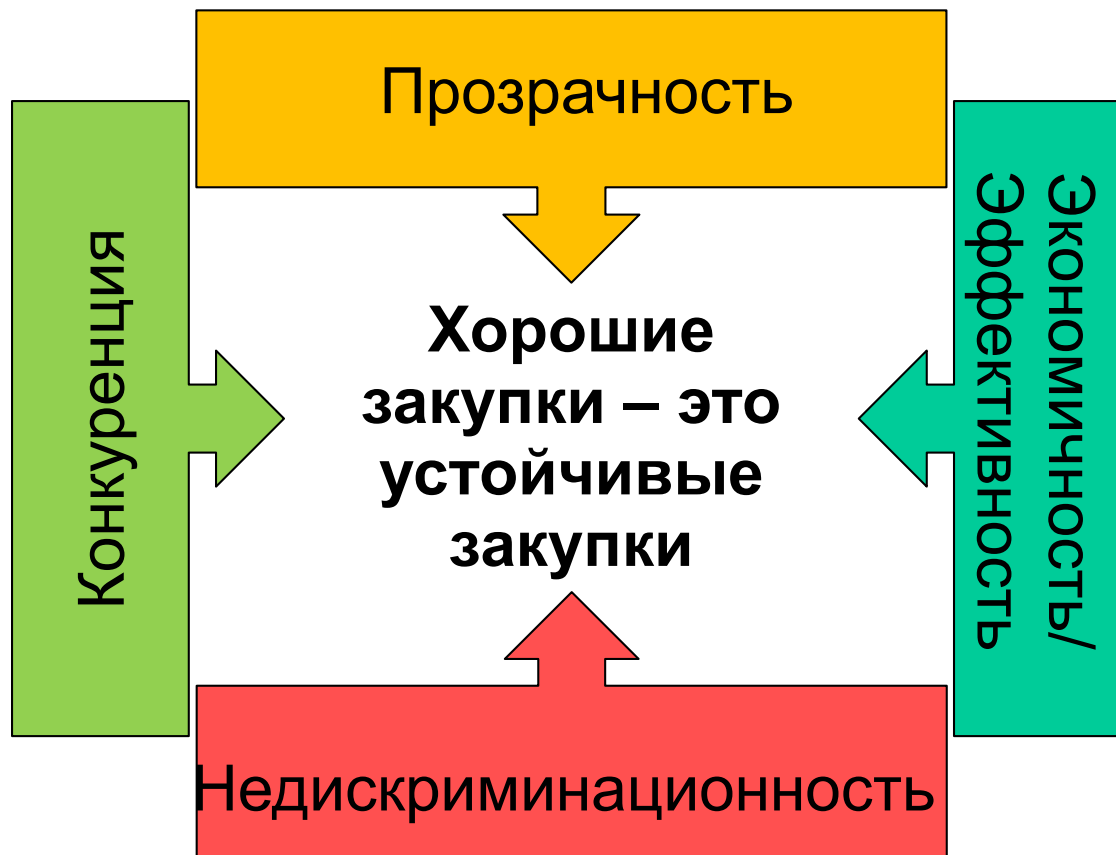 Прозрачность
Конкуренция
Хорошие
закупки – это
устойчивые
закупки
Экономичность/
Эффективность
Недискриминационность